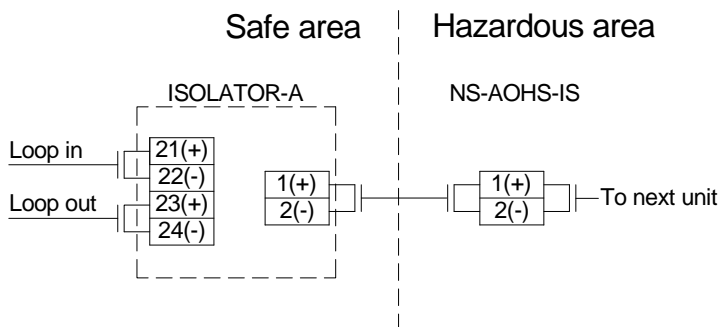 Safe area
Hazardous area
ISOLATOR-A
NS-AOHS-IS
Loop in
21(+)
22(-)
Loop out
23(+)
24(-)
1(+)
2(-)
1(+)
2(-)
To next unit